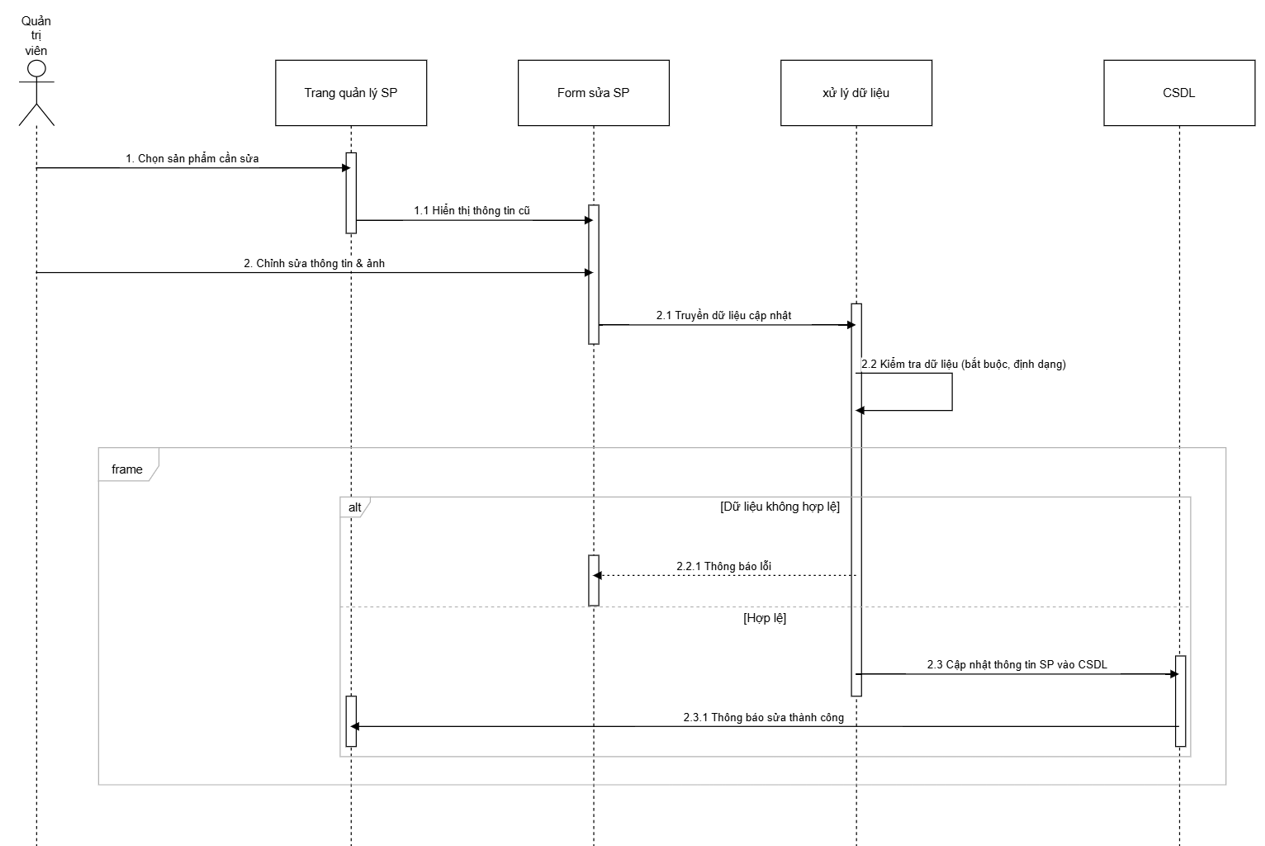 Quản
trị
viên
Trang quản lý SP
Form sửa SP
xử lý dữ liệu
CSDL
1. Chọn sản phẩm cần sửa
1.1 Hiển thị thông tin cũ
2. Chỉnh sửa thông tin & ảnh
2.1 Truyền dữ liệu cập nhật
2.2 Kiểm tra dữ liệu (bắt buộc, định dạng)
frame
alt
[Dữ liệu không hợp lệ]
2.2.1 Thông báo lỗi
[Hợp lệ]
2.3 Cập nhật thông tin SP vào CSDL
2.3.1 Thông báo sửa thành công